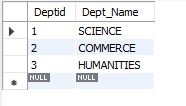 Deptid Dept_Name
1 SCIENCE
2 COMMERCE
3 HUMANITIES
NULL NULL